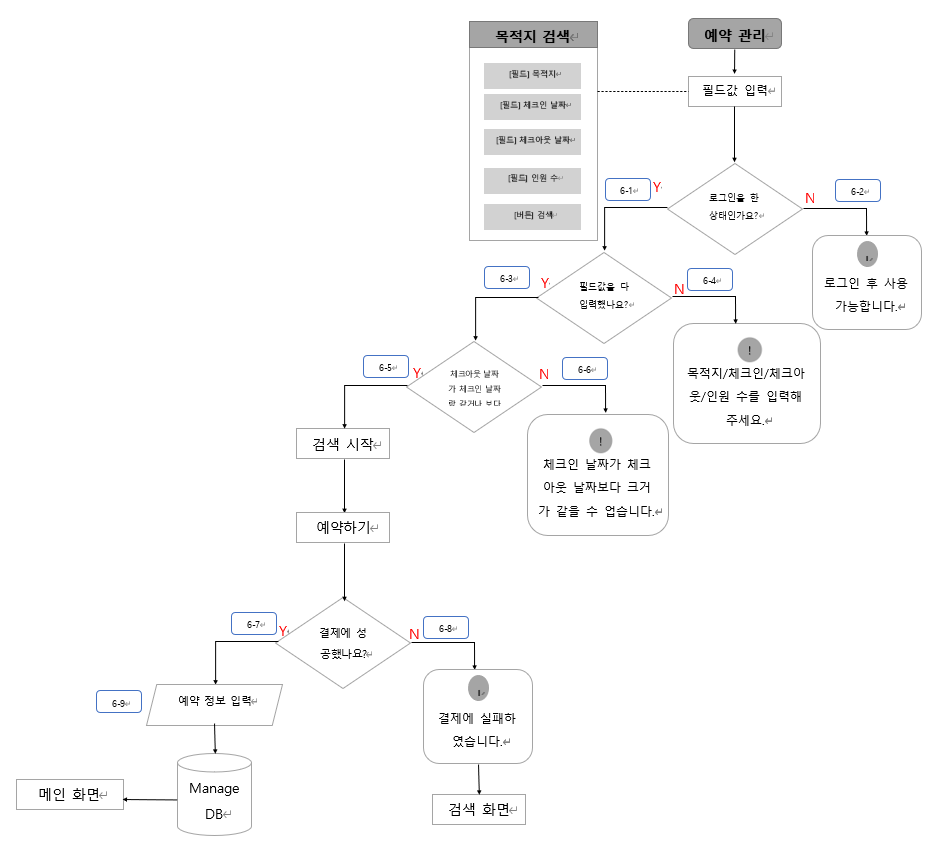 목적지 검색
[필드] 목적지
[필드] 체크인 날짜
[필드] 체크아웃 날짜
[필드] 인원 수
[버튼] 검색
예약 관리
필드값 입력
로그인을 한
상태인가요?
6-1
Y
N
6-2
!
로그인 후 사용
가능합니다.
필드값을 다
입력했나요?
6-3
Y
N
6-4
!
목적지/체크인/체크아
웃/인원 수를 입력해
주세요.
체크아웃 날짜
가 체크인 날짜
랑 같거나 보다
6-5
Y
N
6-6
!
체크인 날짜가 체크
아웃 날짜보다 크거
가 같을 수 업습니다.
검색 시작
예약하기
결제에 성
공했나요?
6-7
Y
N
6-8
!
결제에 실패하
였습니다.
검색 화면
6-9
예약 정보 입력
Manage
DB
메인 화면